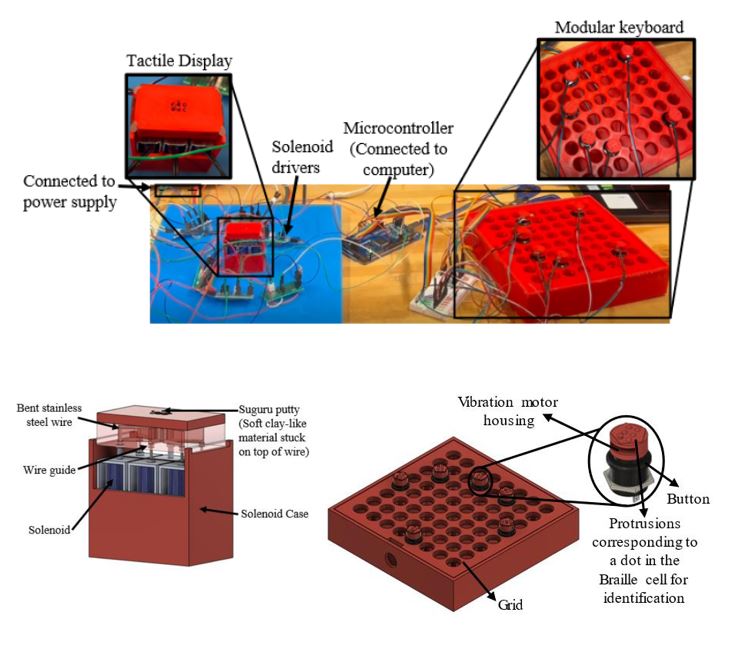 Modular keyboard
Tactile Display
Microcontroller
(Connected to
computer)
Solenoid
drivers
Connected to
power supply
Bent stainless
steel wire
Suguru putty
(Soft clay-like
material stuck
on top of wire)
Wire guide
Solenoid
Solenoid Case
Vibration motor
housing
Button
Protrusions
corresponding to
a dot in the
Braille cell for
identification
Grid